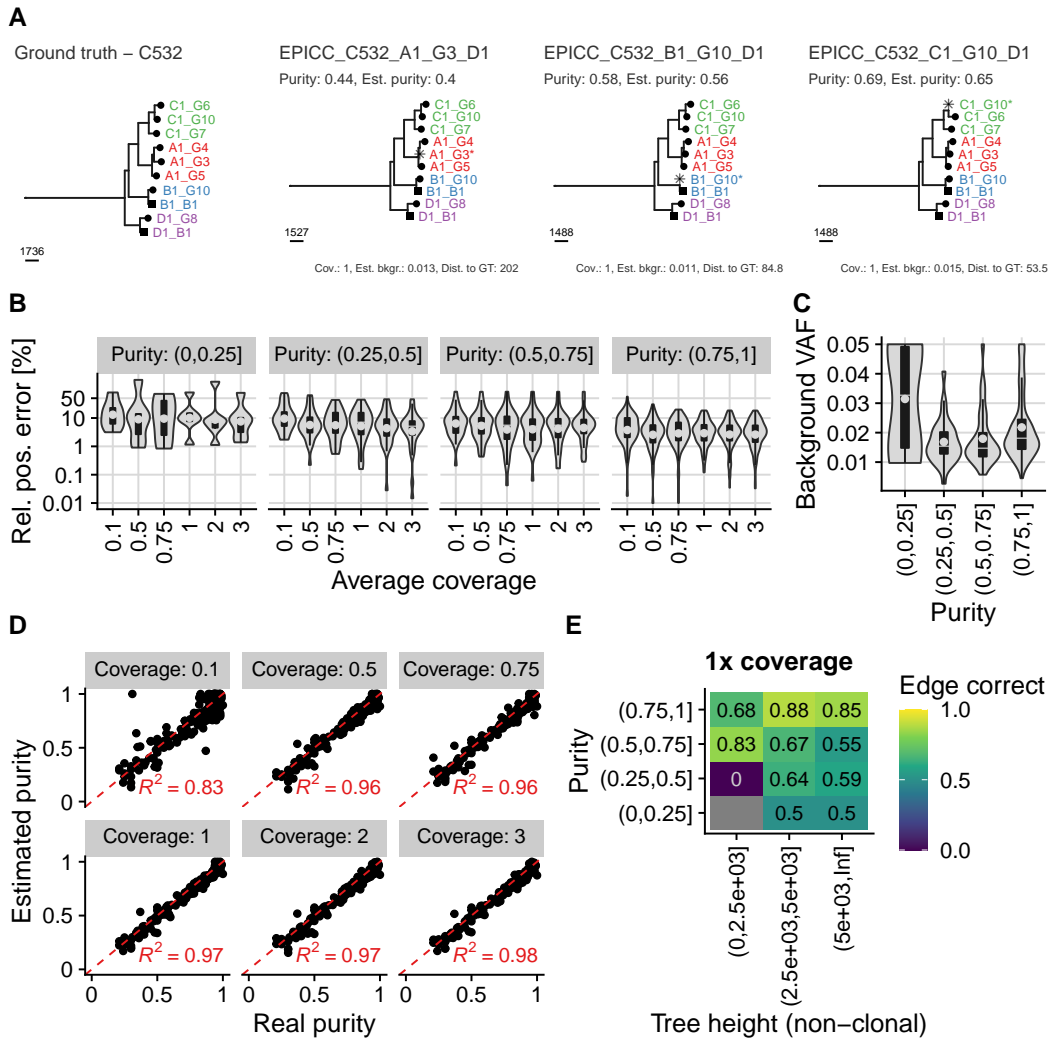 A
Ground truth − C532
EPICC_C532_A1_G3_D1
EPICC_C532_B1_G10_D1
EPICC_C532_C1_G10_D1
Purity: 0.44, Est. purity: 0.4
Purity: 0.58, Est. purity: 0.56
Purity: 0.69, Est. purity: 0.65
C1_G6
C1_G10
C1_G7
A1_G4
A1_G3
A1_G5
B1_G10
B1_B1
D1_G8
D1_B1
1736
C1_G6
C1_G10
C1_G7
A1_G4
A1_G3*
A1_G5
B1_G10
B1_B1
D1_G8
D1_B1
1527
Cov.: 1, Est. bkgr.: 0.013, Dist. to GT: 202
C1_G6
C1_G10
C1_G7
A1_G4
A1_G3
A1_G5
B1_G10*
B1_B1
D1_G8
D1_B1
1488
Cov.: 1, Est. bkgr.: 0.011, Dist. to GT: 84.8
C1_G10*
C1_G6
C1_G7
A1_G4
A1_G3
A1_G5
B1_G10
B1_B1
D1_G8
D1_B1
1488
Cov.: 1, Est. bkgr.: 0.015, Dist. to GT: 53.5
B
Rel. pos. error [%]
Purity: (0,0.25]
Purity: (0.25,0.5]
Purity: (0.5,0.75]
Purity: (0.75,1]
50
10
1
0.1
0.01
0.1 0.5 0.75 1 2 3
0.1 0.5 0.75 1 2 3
0.1 0.5 0.75 1 2 3
0.1 0.5 0.75 1 2 3
Average coverage
C
Background VAF
0.05
0.04
0.03
0.02
0.01
(0,0.25]
(0.25,0.5]
(0.5,0.75]
(0.75,1]
Purity
D
Estimated purity
Coverage: 0.1
Coverage: 0.5
Coverage: 0.75
1
0.5
0
R² = 0.83
R² = 0.96
R² = 0.96
Coverage: 1
Coverage: 2
Coverage: 3
1
0.5
0
R² = 0.97
R² = 0.97
R² = 0.98
0 0.5 1
0 0.5 1
0 0.5 1
Real purity
E
1x coverage
Purity
(0.75,1] 0.68 0.88 0.85
(0.5,0.75] 0.83 0.67 0.55
(0.25,0.5] 0 0.64 0.59
(0,0.25] 0.5 0.5
(0,2.5e+03]
(2.5e+03,5e+03]
(5e+03,Inf]
Tree height (non−clonal)
Edge correct
1.0
0.5
0.0